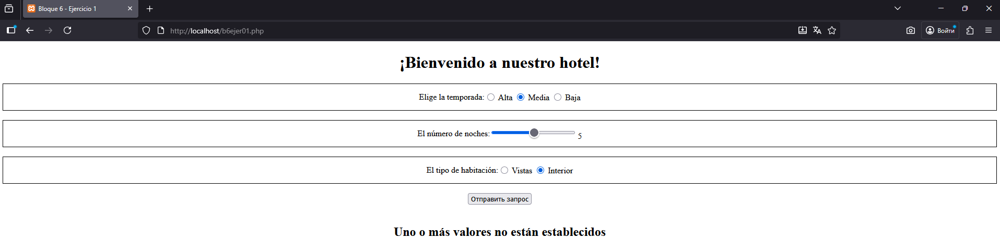 Bloque 6 - Ejercicio 1
http://localhost/b6ejer01.php
Войти
¡Bienvenido a nuestro hotel!
Elige la temporada: Alta Media Baja
El número de noches: 5
El tipo de habitación: Vistas Interior
Отправить запрос
Uno o más valores no están establecidos